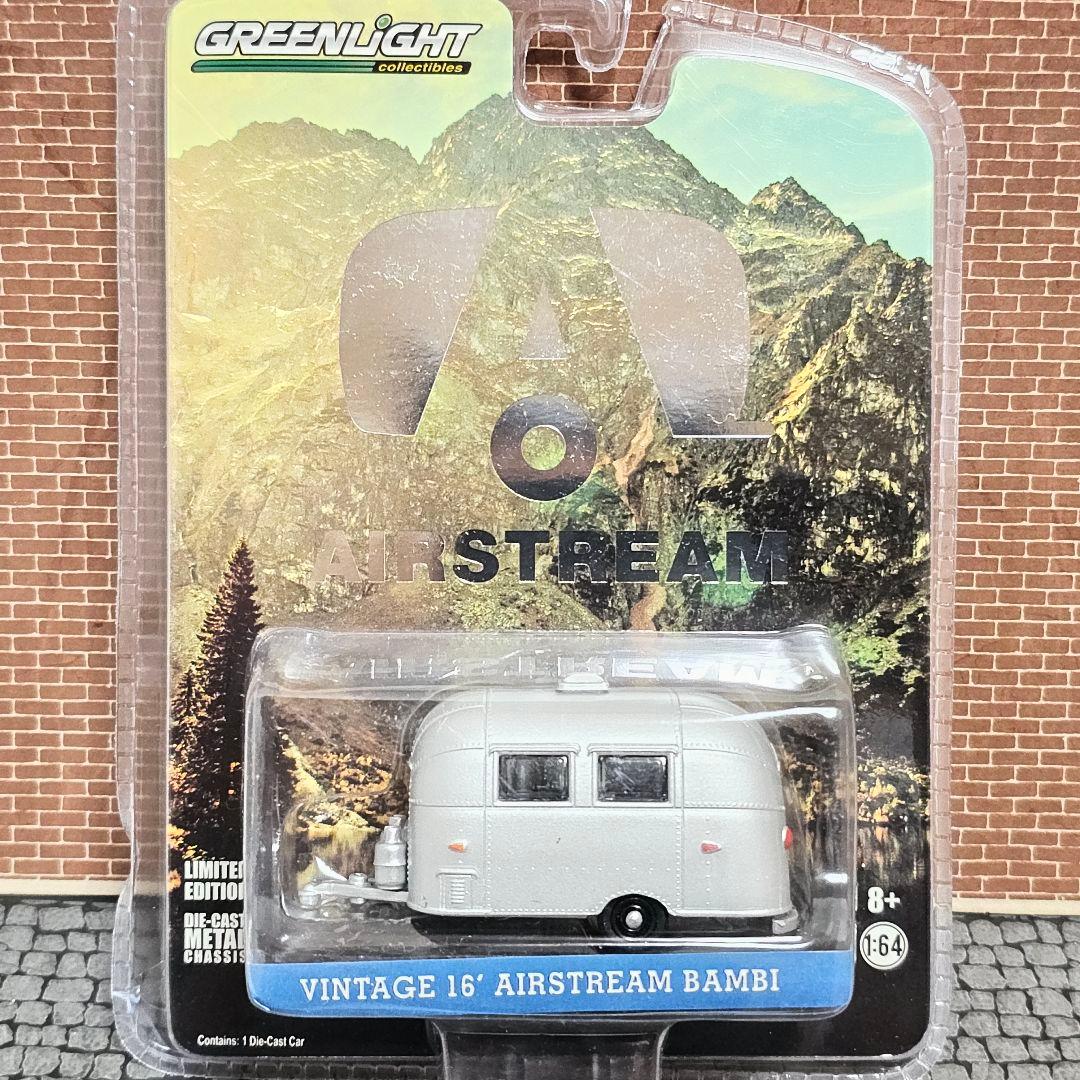 GREENLIGHT
collectibles
AIRSTREAM
LIMITED
EDITION
DIE-CAST
METAL
CHASSIS
8+
1:64
VINTAGE 16' AIRSTREAM BAMBI
Contains: 1 Die-Cast Car